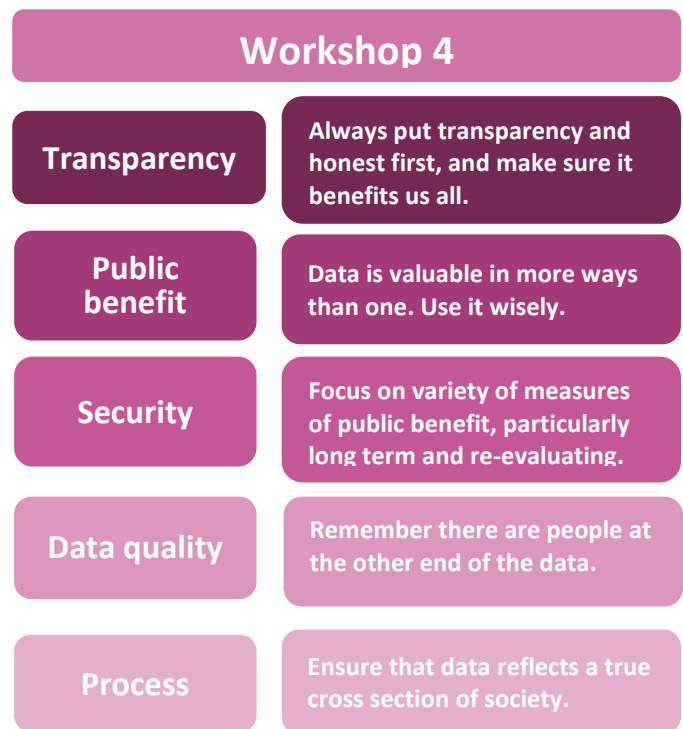 Workshop 4
Transparency
Always put transparency and
honest first, and make sure it
benefits us all.
Public
benefit
Data is valuable in more ways
than one. Use it wisely.
Security
Focus on variety of measures
of public benefit, particularly
long term and re-evaluating.
Data quality
Remember there are people at
the other end of the data.
Process
Ensure that data reflects a true
cross section of society.